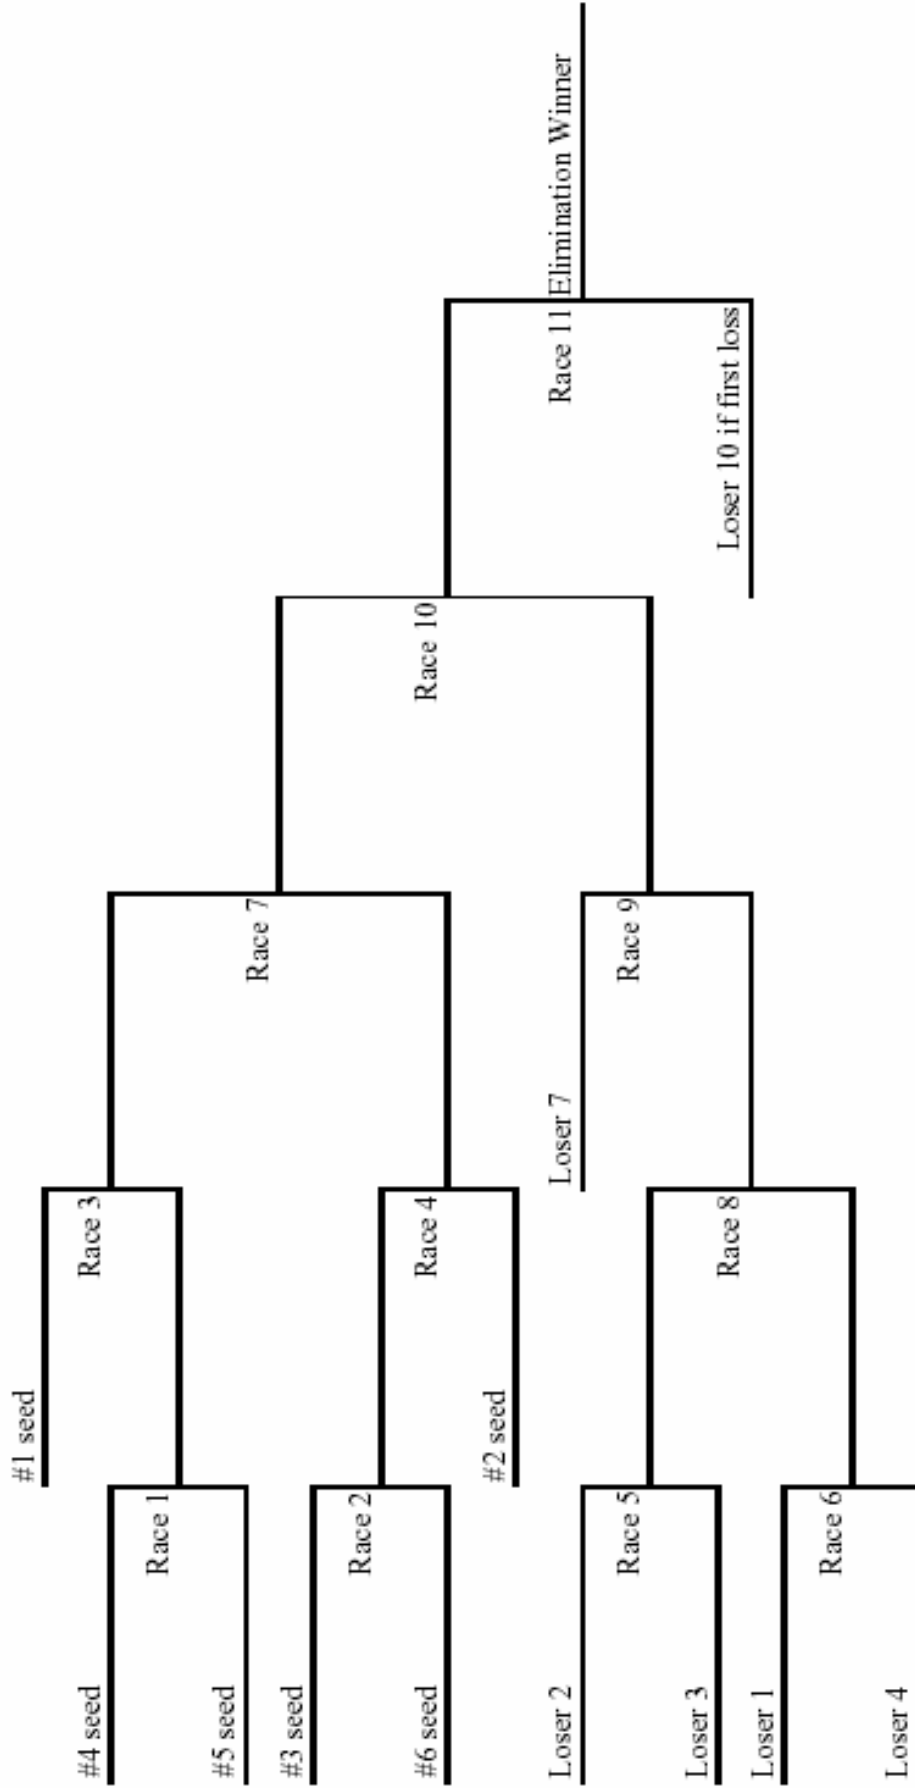 #1 seed
Race 3
#4 seed
Race 1
#5 seed
Race 7
#3 seed
Race 2
#6 seed
Race 4
#2 seed
Race 10
Loser 7
Race 9
Loser 2
Race 5
Loser 3
Race 8
Loser 1
Race 6
Loser 4
Race 11
Elimination Winner
Loser 10 if first loss